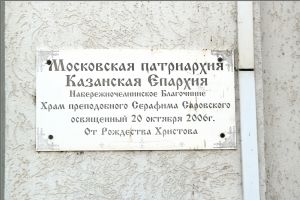 Московская патриархия
Казанская Епархия
Набережночелнинское Благочиние
Храм преподобного Серафима Саровского
освященный 20 октября 2006г.
От Рождества Христова